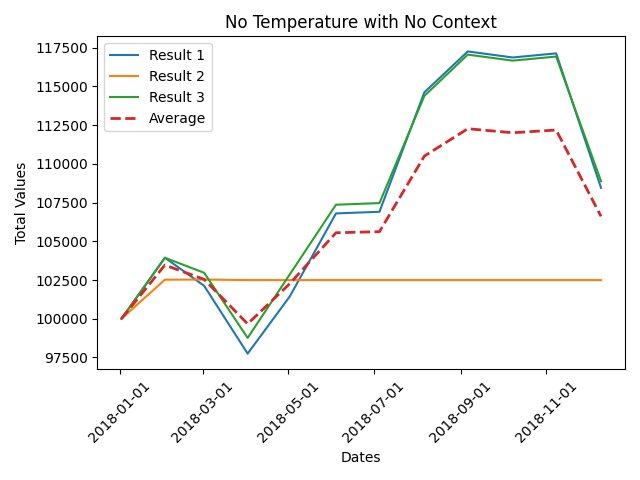 No Temperature with No Context
Result 1
Result 2
Result 3
Average
Total Values
117500
115000
112500
110000
107500
105000
102500
100000
97500
2018-01-01
2018-03-01
2018-05-01
2018-07-01
2018-09-01
2018-11-01
Dates